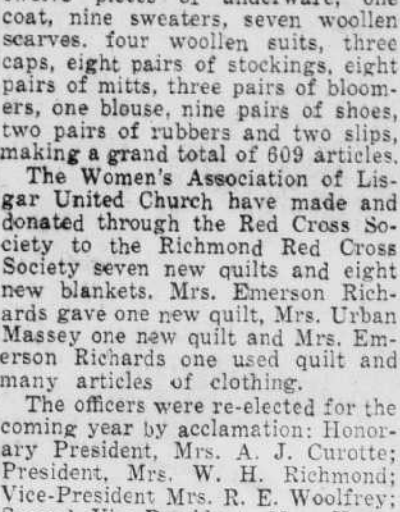 coat, nine sweaters, seven woollen
scarves. four woollen suits, three
caps, eight pairs of stockings, eight
pairs of mitts, three pairs of bloom-
ers, one blouse, nine pairs of shoes,
two pairs of rubbers and two slips,
making a grand total of 609 articles.
The Women's Association of Lis-
gar United Church have made and
donated through the Red Cross So-
ciety to the Richmond Red Cross
Society seven new quilts and eight
new blankets. Mrs. Emerson Rich-
ards gave one new quilt, Mrs. Urban
Massey one new quilt and Mrs. Em-
erson Richards one used quilt and
many articles of clothing.
The officers were re-elected for the
coming year by acclamation: Honor-
ary President, Mrs. A. J. Curotte;
President, Mrs. W. H. Richmond;
Vice-President Mrs. R. E. Woolfrey;